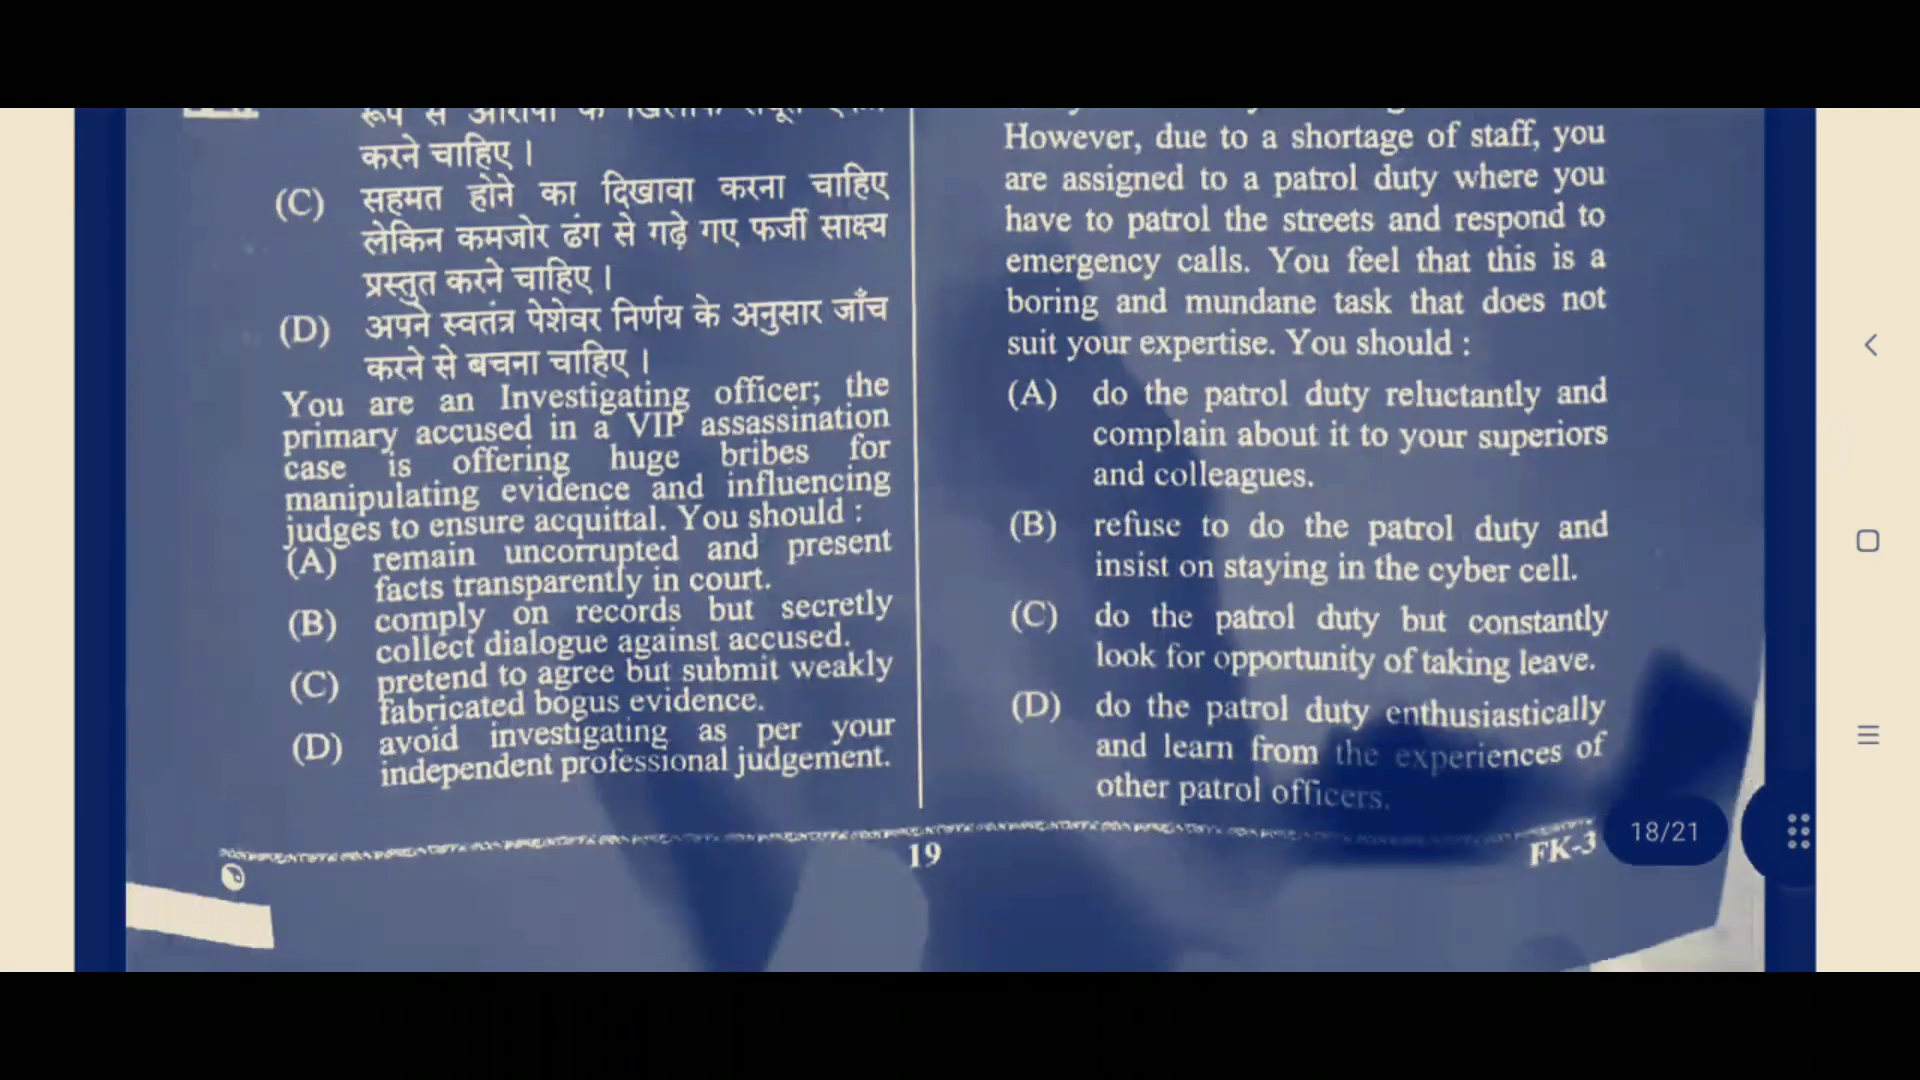 करने चाहिए ।
(C) सहमत होने का दिखावा करना चाहिए
लेकिन कमजोर ढंग से गढ़े गए फर्जी साक्ष्य
प्रस्तुत करने चाहिए ।
(D) अपने स्वतंत्र पेशेवर निर्णय के अनुसार जाँच
करने से बचना चाहिए ।
You are an Investigating officer; the
primary accused in a VIP assassination
case is offering huge bribes for
manipulating evidence and influencing
judges to ensure acquittal. You should :
(A) remain uncorrupted and present
facts transparently in court.
(B) comply on records but secretly
collect dialogue against accused.
(C) pretend to agree but submit weakly
fabricated bogus evidence.
(D) avoid investigating as per your
independent professional judgement.
However, due to a shortage of staff, you
are assigned to a patrol duty where you
have to patrol the streets and respond to
emergency calls. You feel that this is a
boring and mundane task that does not
suit your expertise. You should :
(A) do the patrol duty reluctantly and
complain about it to your superiors
and colleagues.
(B) refuse to do the patrol duty and
insist on staying in the cyber cell.
(C) do the patrol duty but constantly
look for opportunity of taking leave.
(D) do the patrol duty enthusiastically
and learn from the experiences of
other patrol officers.
19
FK-3
18/21